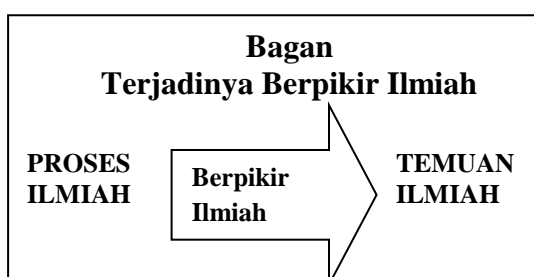 Bagan
Terjadinya Berpikir Ilmiah
PROSES
ILMIAH
Berpikir
Ilmiah
TEMUAN
ILMIAH